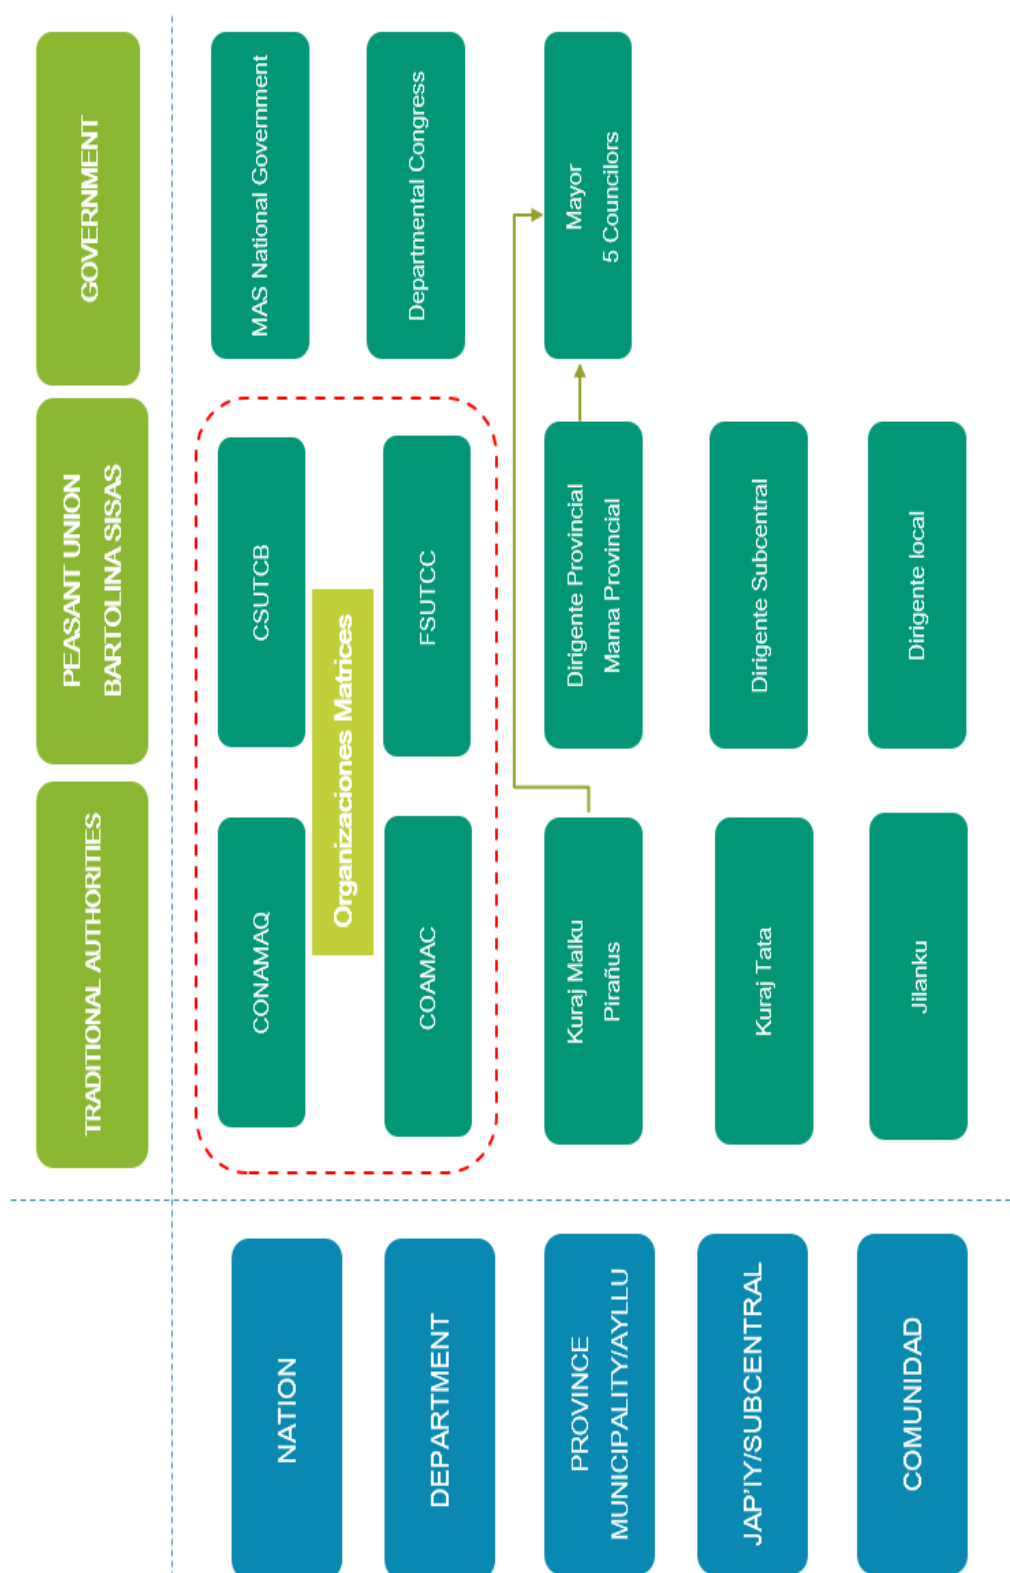 TRADITIONAL AUTHORITIES
PEASANT UNION
BARTOLINA SISAS
GOVERNMENT
NATION
CONAMAQ
CSUTCB
MAS National Government
Organizaciones Matrices
DEPARTMENT
COAMAC
FSUTCC
Departmental Congress
PROVINCE
MUNICIPALITY/AYLLU
Kuraj Malku
Pirañus
Dirigente Provincial
Mama Provincial
Mayor
5 Councilors
JAP'IY/SUBCENTRAL
Kuraj Tata
Dirigente Subcentral
COMUNIDAD
Jilanku
Dirigente local